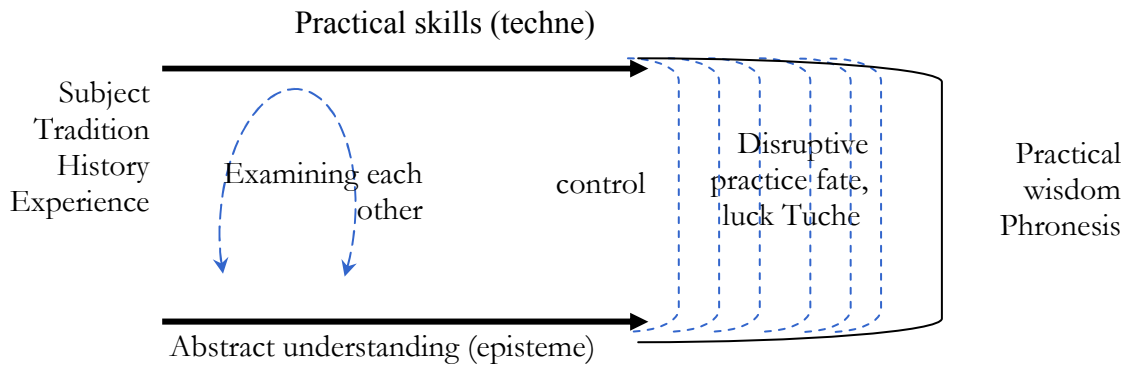 Practical skills (techne)
Subject
Tradition
History
Experience
Examining each
other
control
Disruptive
practice fate,
luck Tuche
Practical
wisdom
Phronesis
Abstract understanding (episteme)